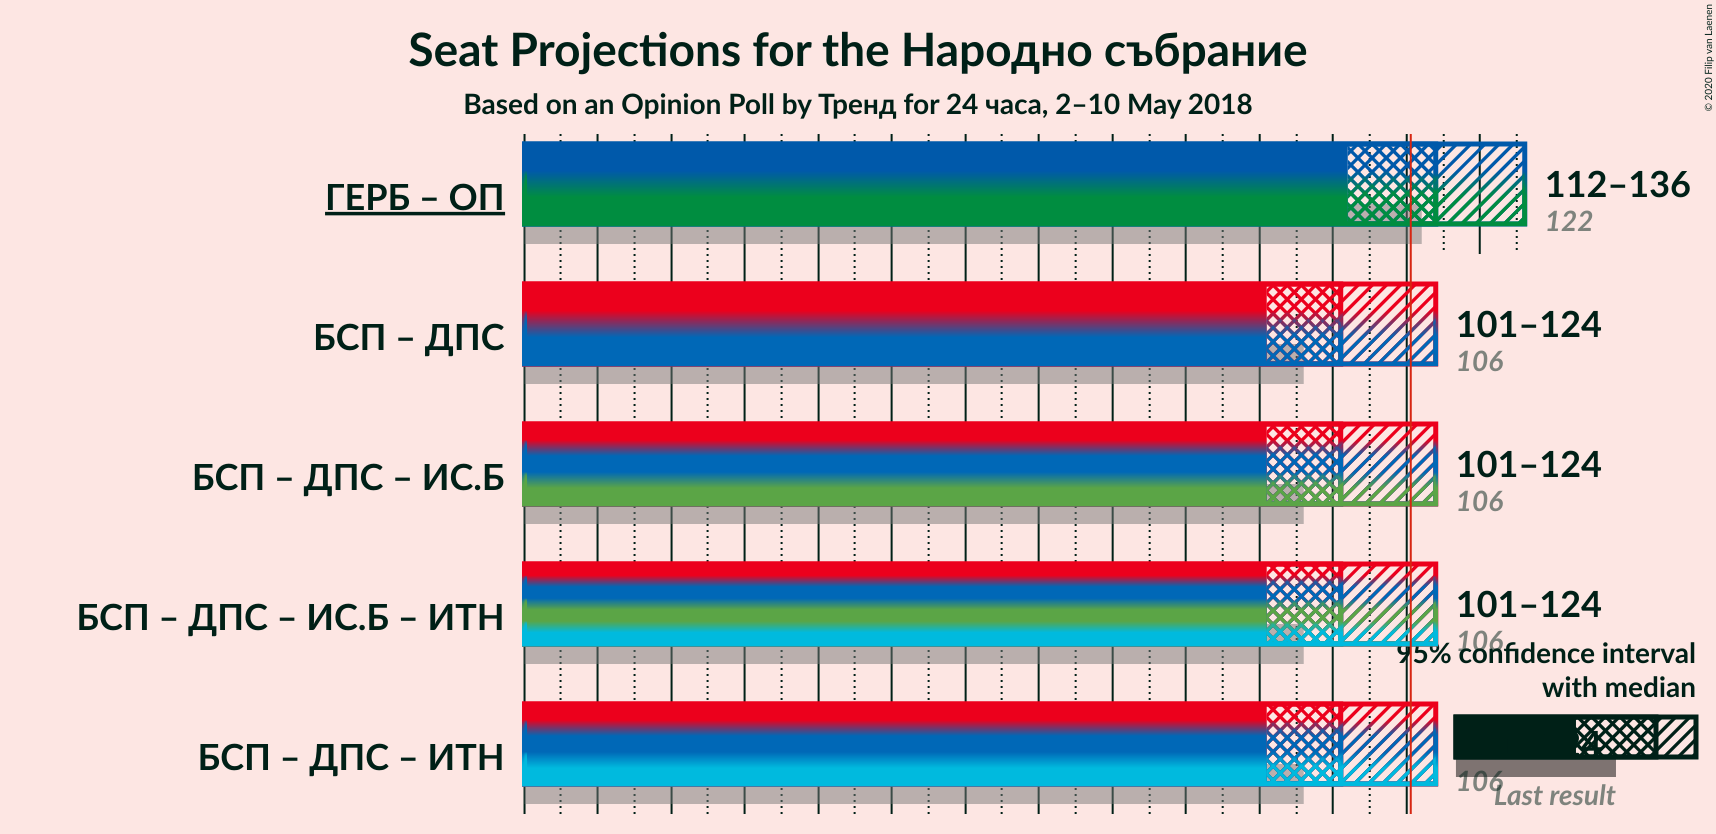 Seat Projections for the Народно събрание
Based on an Opinion Poll by Тренд for 24 часа, 2–10 May 2018
© 2020 Filip van Laenen
ГЕРБ – ОП
112–136
122
БСП – ДПС
101–124
106
БСП – ДПС – ИС.Б
101–124
106
БСП – ДПС – ИС.Б – ИТН
101–124
106
95% confidence interval
with median
БСП – ДПС – ИТН
106
Last result